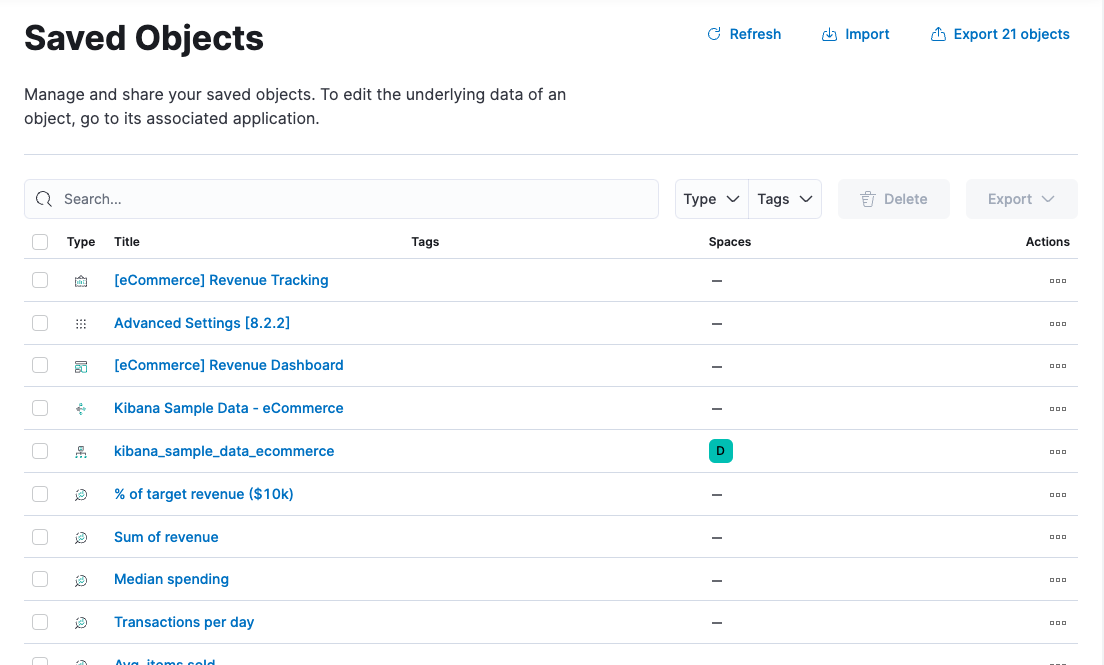 Saved Objects
Refresh
Import
Export 21 objects
Manage and share your saved objects. To edit the underlying data of an
object, go to its associated application.
Search...
Type
Tags
Delete
Export
Type Title Tags Spaces Actions
[eCommerce] Revenue Tracking –
Advanced Settings [8.2.2] –
[eCommerce] Revenue Dashboard –
Kibana Sample Data - eCommerce –
kibana_sample_data_ecommerce D
% of target revenue ($10k) –
Sum of revenue –
Median spending –
Transactions per day –
Avg. items sold